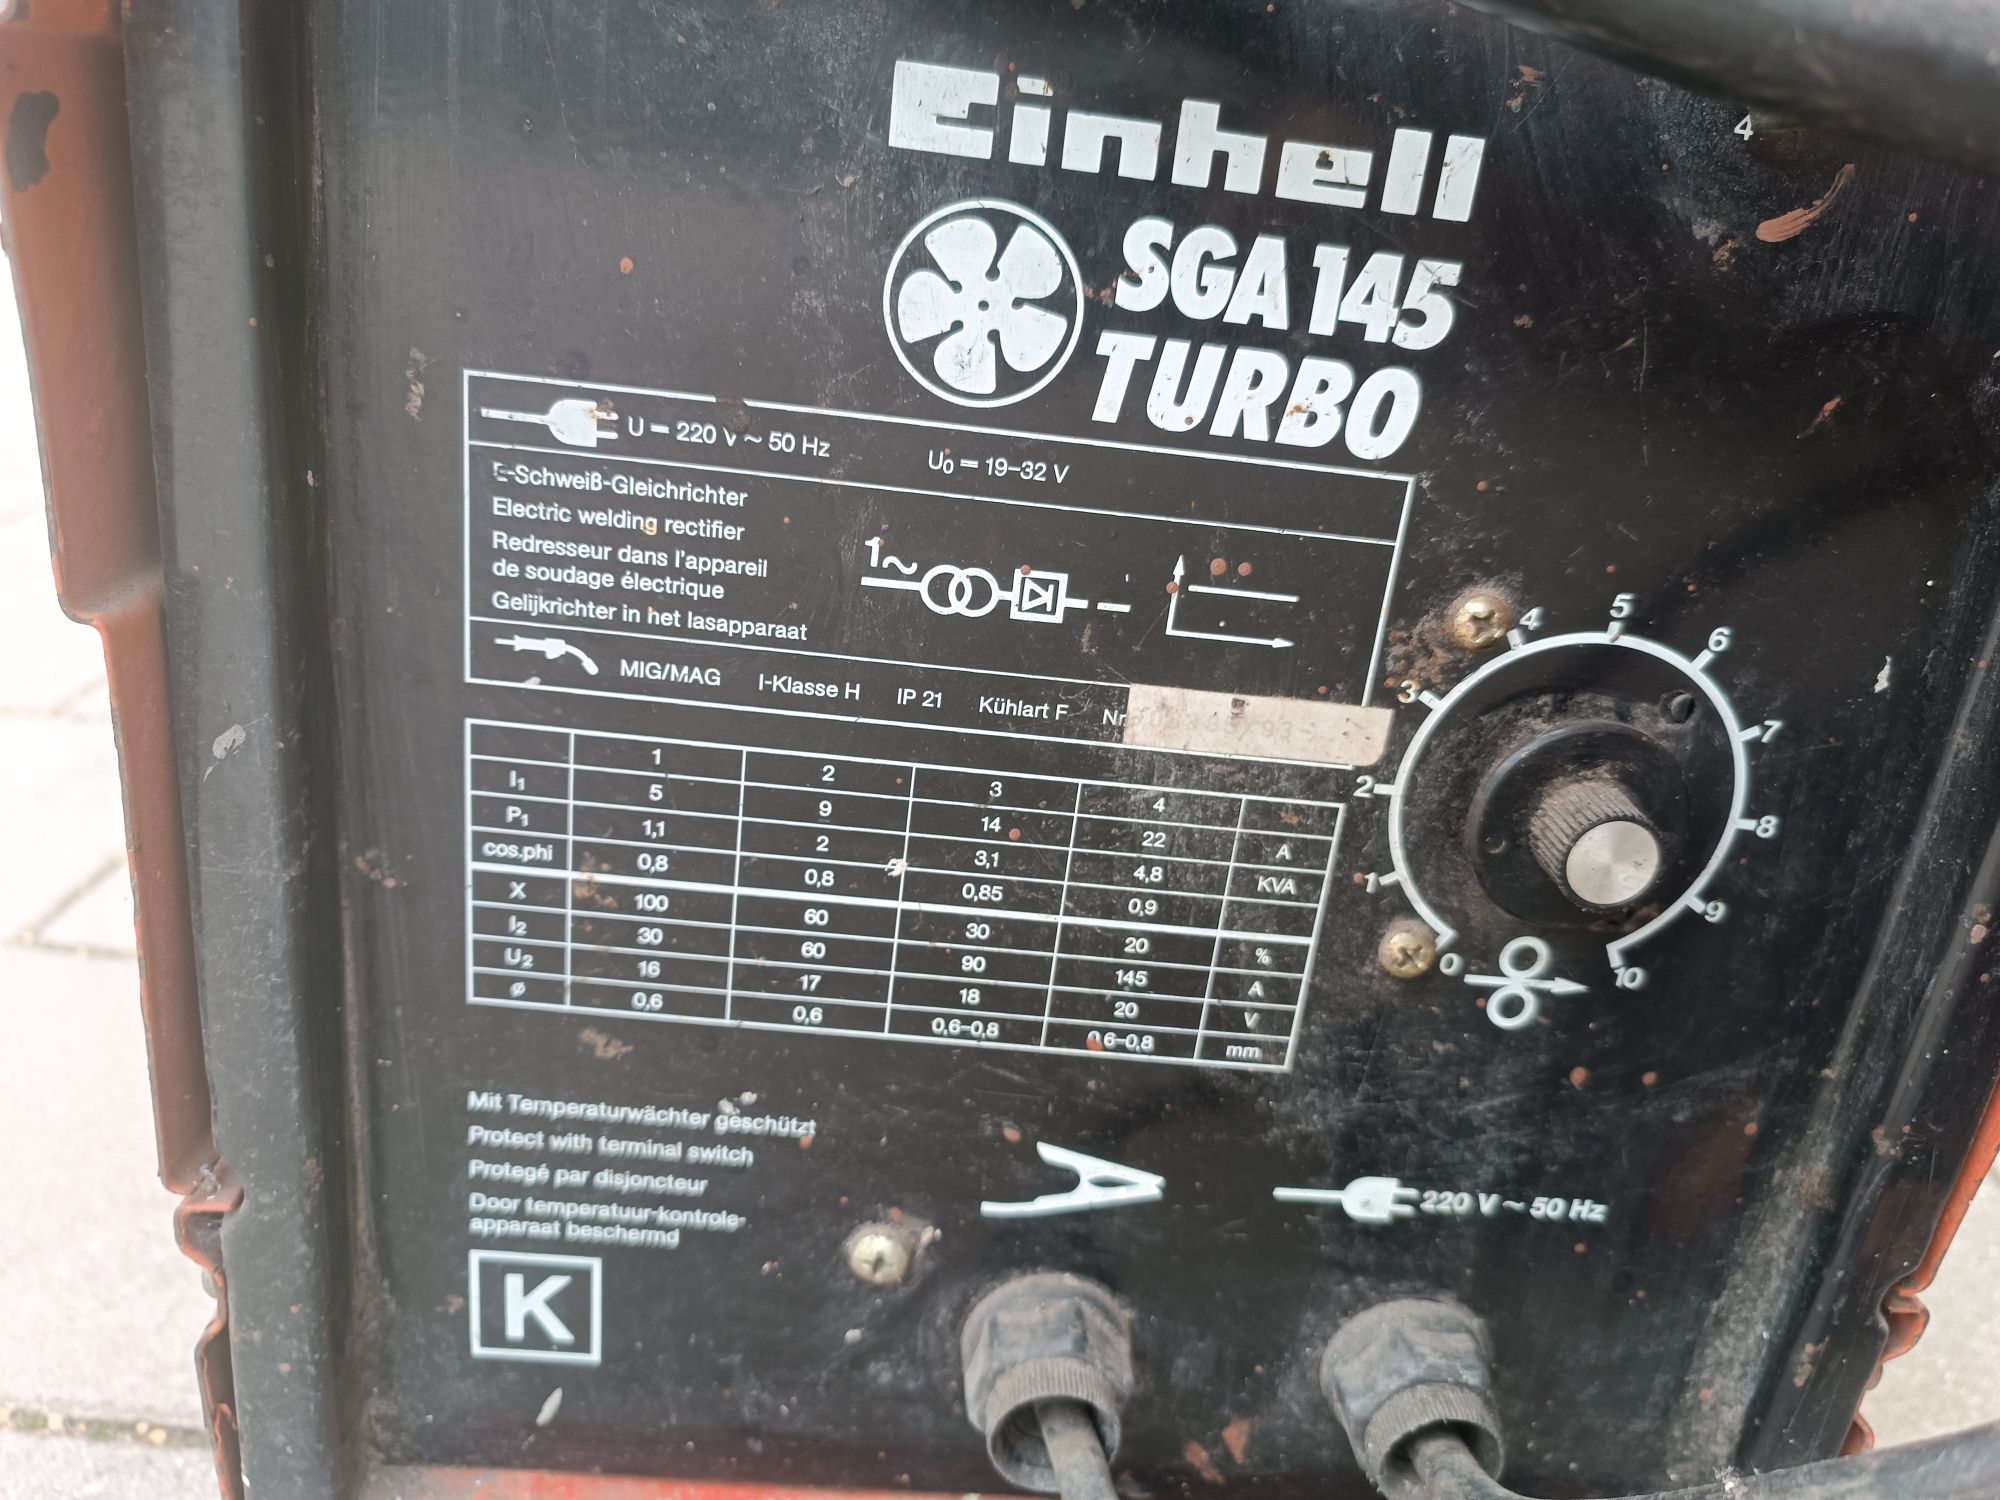 Einhell
4
SGA 145
TURBO
U = 220 V ~ 50 Hz U₀ = 19–32 V
E-Schweiß-Gleichrichter
Electric welding rectifier
Redresseur dans l'appareil
de soudage électrique
Gelijkrichter in het lasapparaat
1~
MIG/MAG I-Klasse H IP 21 Kühlart F Nr.
1 2 3 4
I₁ 5 9 14 22 A
P₁ 1,1 2 3,1 4,8 KVA
cos.phi 0,8 0,8 0,85 0,9
X 100 60 30 20 %
I₂ 30 60 90 145 A
U₂ 16 17 18 20 V
ø 0,6 0,6 0,6–0,8 0,6–0,8 mm
0 1 2 3 4 5 6 7 8 9 10
Mit Temperaturwächter geschützt
Protect with terminal switch
Protegé par disjoncteur
Door temperatuur-kontrole-
apparaat beschermd
220 V ~ 50 Hz
K